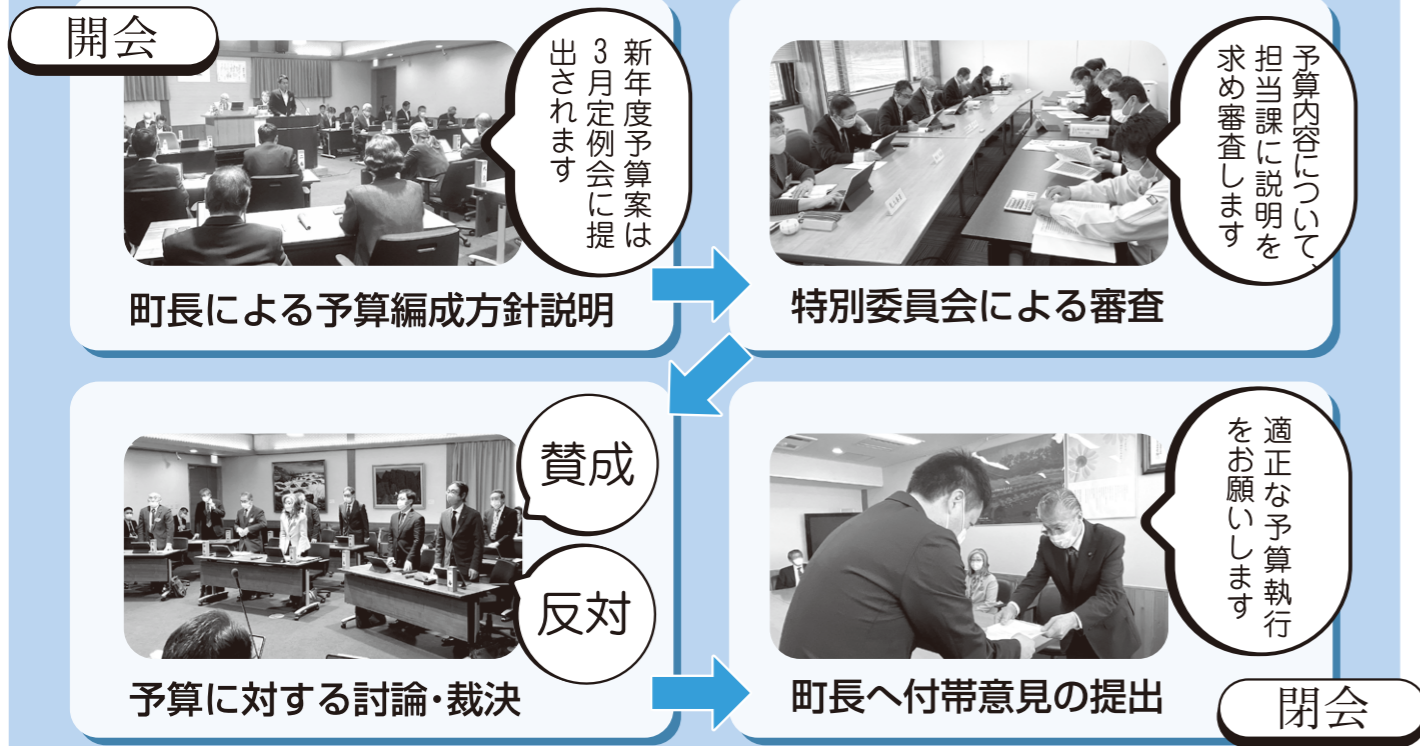 開会
新年度予算案は
3月定例会に提
出されます
町長による予算編成方針説明
予算内容について、
担当課に説明を
求め審査します
特別委員会による審査
賛成
反対
予算に対する討論・裁決
適正な予算執行
をお願いします
町長へ付帯意見の提出
閉会